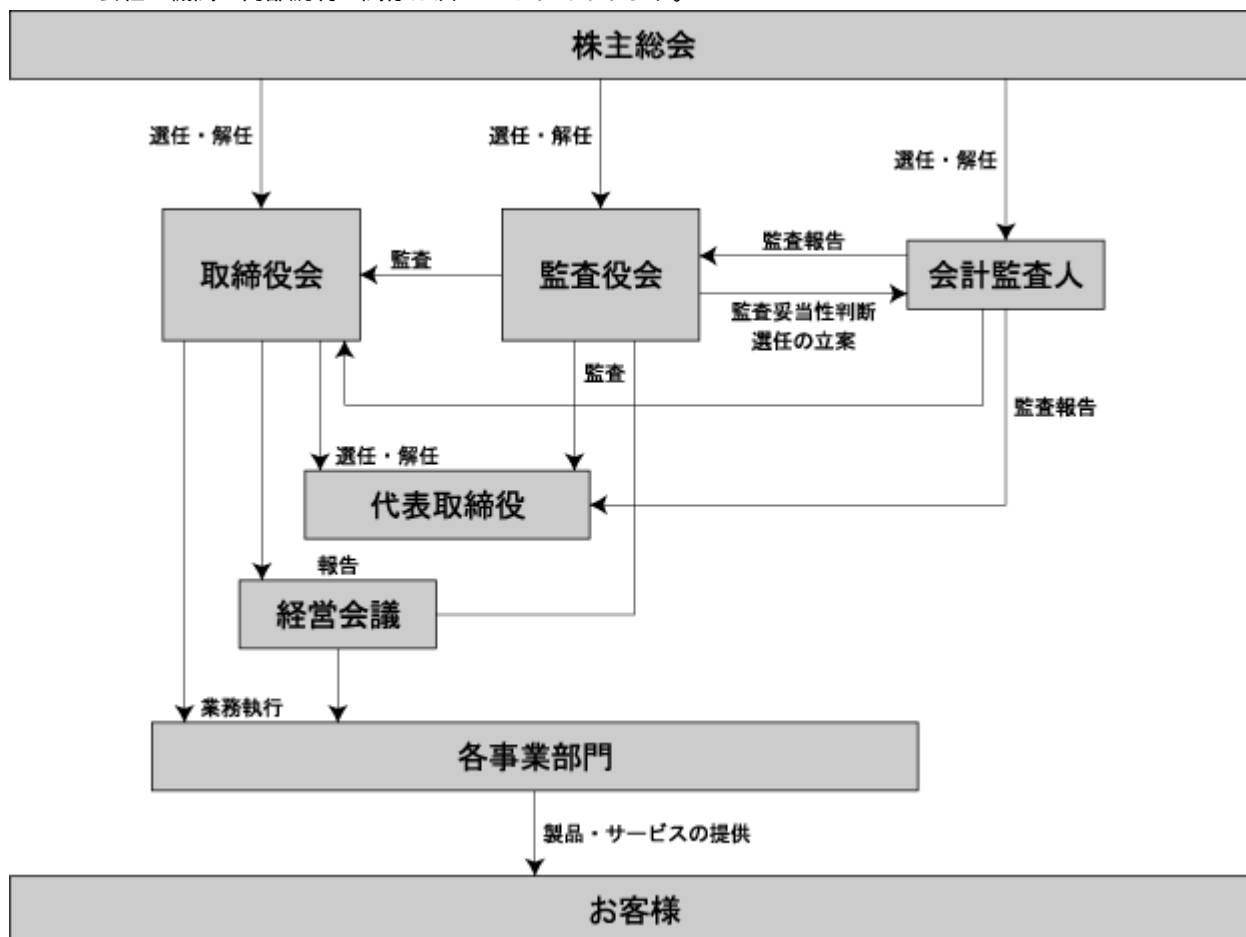 株主総会
選任・解任
選任・解任
選任・解任
取締役会
監査
監査役会
監査報告
会計監査人
監査妥当性判断
選任の立案
監査
監査報告
選任・解任
代表取締役
報告
経営会議
業務執行
各事業部門
製品・サービスの提供
お客様